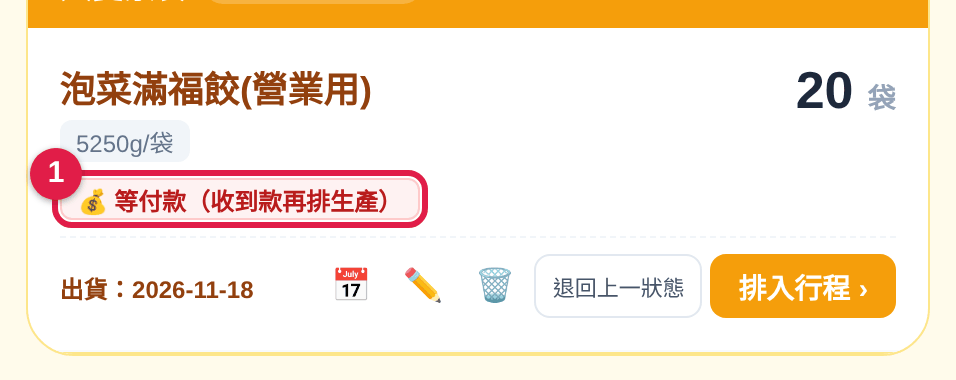 泡菜滿福餃(營業用)
20 袋
5250g/袋
1
💰 等付款（收到款再排生產）
出貨：2026-11-18
July 17
退回上一狀態
排入行程 ›